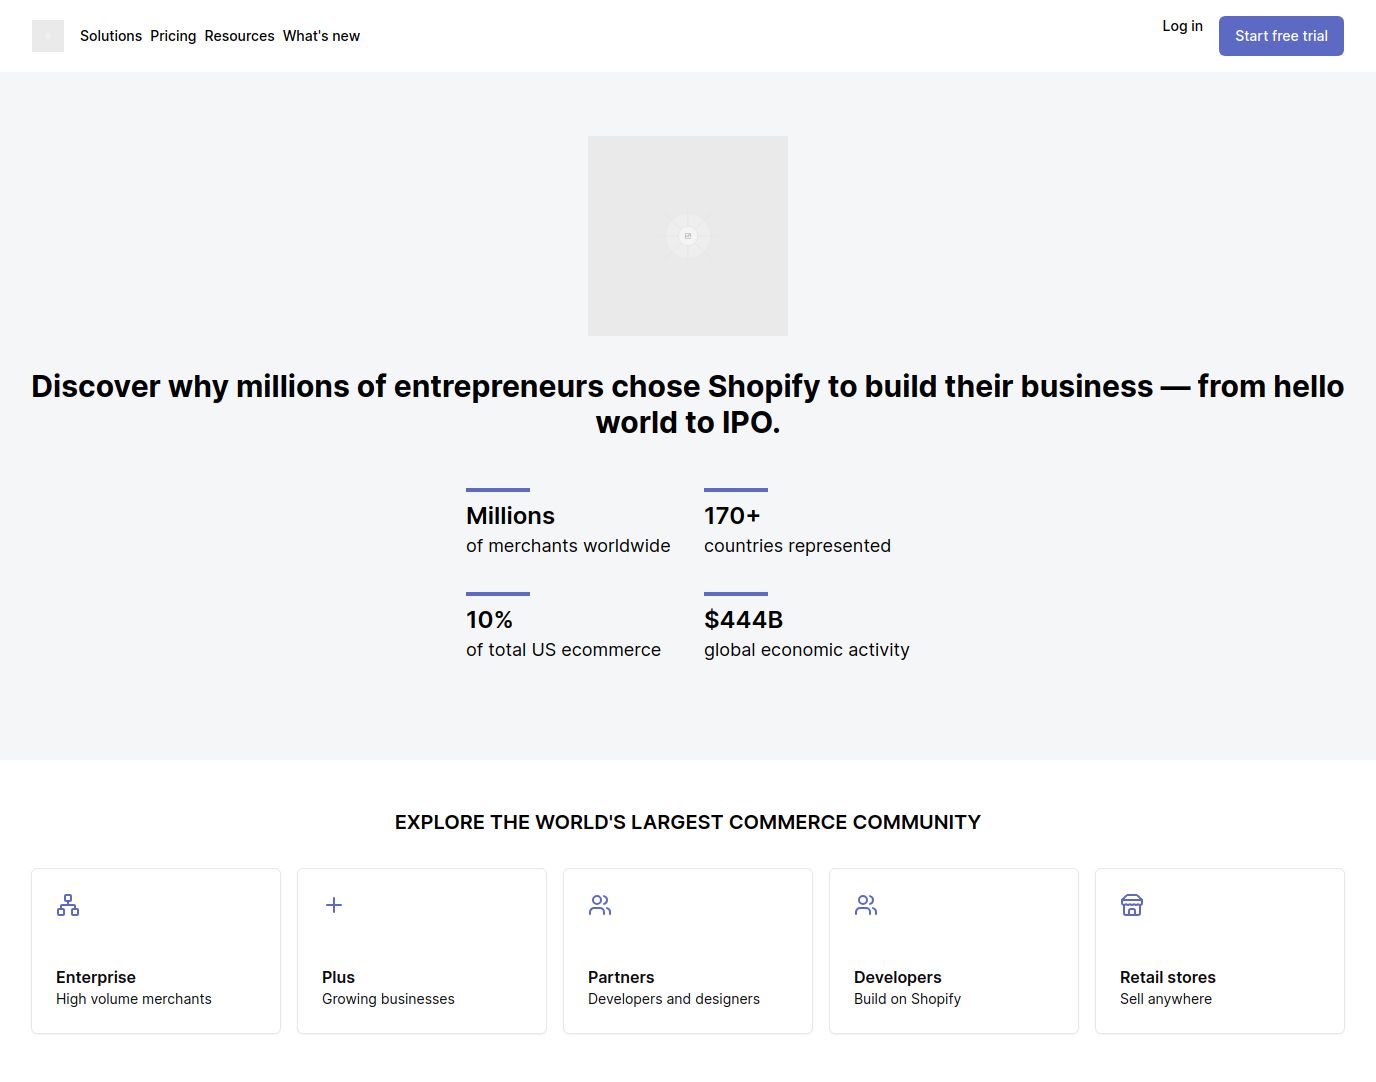 Solutions Pricing Resources What's new
Log in
Start free trial
Discover why millions of entrepreneurs chose Shopify to build their business — from hello
world to IPO.
Millions
of merchants worldwide
170+
countries represented
10%
of total US ecommerce
$444B
global economic activity
EXPLORE THE WORLD'S LARGEST COMMERCE COMMUNITY
Enterprise
High volume merchants
Plus
Growing businesses
Partners
Developers and designers
Developers
Build on Shopify
Retail stores
Sell anywhere